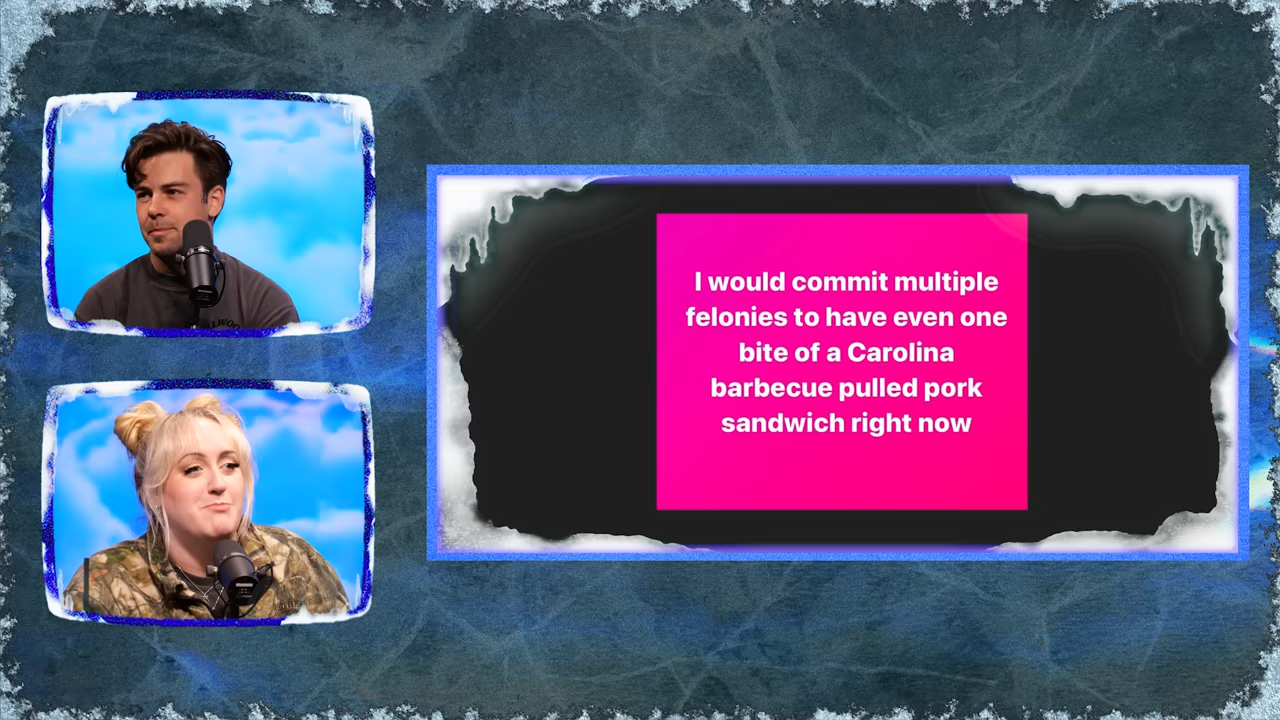 I would commit multiple
felonies to have even one
bite of a Carolina
barbecue pulled pork
sandwich right now